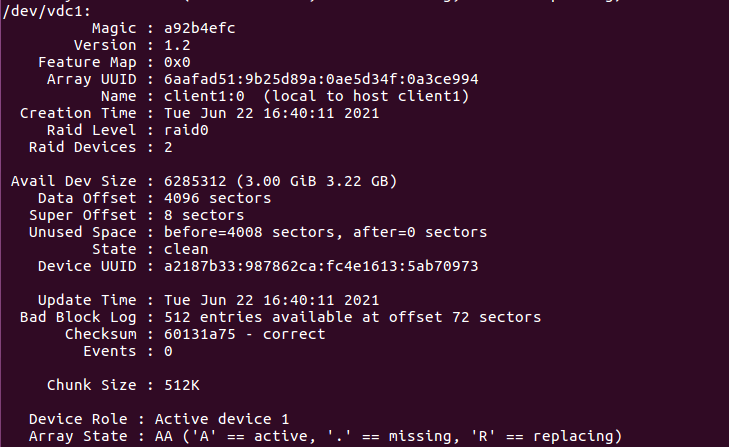 /dev/vdc1:
Magic : a92b4efc
Version : 1.2
Feature Map : 0x0
Array UUID : 6aafad51:9b25d89a:0ae5d34f:0a3ce994
Name : client1:0  (local to host client1)
Creation Time : Tue Jun 22 16:40:11 2021
Raid Level : raid0
Raid Devices : 2
Avail Dev Size : 6285312 (3.00 GiB 3.22 GB)
Data Offset : 4096 sectors
Super Offset : 8 sectors
Unused Space : before=4008 sectors, after=0 sectors
State : clean
Device UUID : a2187b33:987862ca:fc4e1613:5ab70973
Update Time : Tue Jun 22 16:40:11 2021
Bad Block Log : 512 entries available at offset 72 sectors
Checksum : 60131a75 - correct
Events : 0
Chunk Size : 512K
Device Role : Active device 1
Array State : AA ('A' == active, '.' == missing, 'R' == replacing)